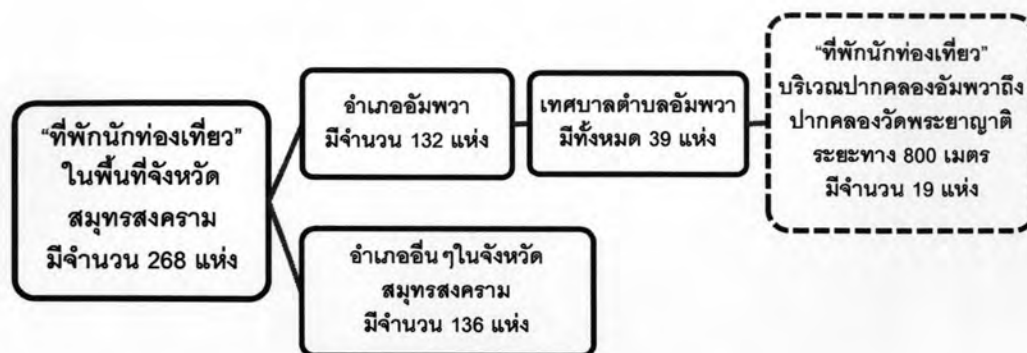 “ที่พักนักท่องเที่ยว”
ในพื้นที่จังหวัด
สมุทรสงคราม
มีจำนวน 268 แห่ง
อำเภออัมพวา
มีจำนวน 132 แห่ง
เทศบาลตำบลอัมพวา
มีทั้งหมด 39 แห่ง
“ที่พักนักท่องเที่ยว”
บริเวณปากคลองอัมพวาถึง
ปากคลองวัดพระยาญาติ
ระยะทาง 800 เมตร
มีจำนวน 19 แห่ง
อำเภออื่นๆในจังหวัด
สมุทรสงคราม
มีจำนวน 136 แห่ง